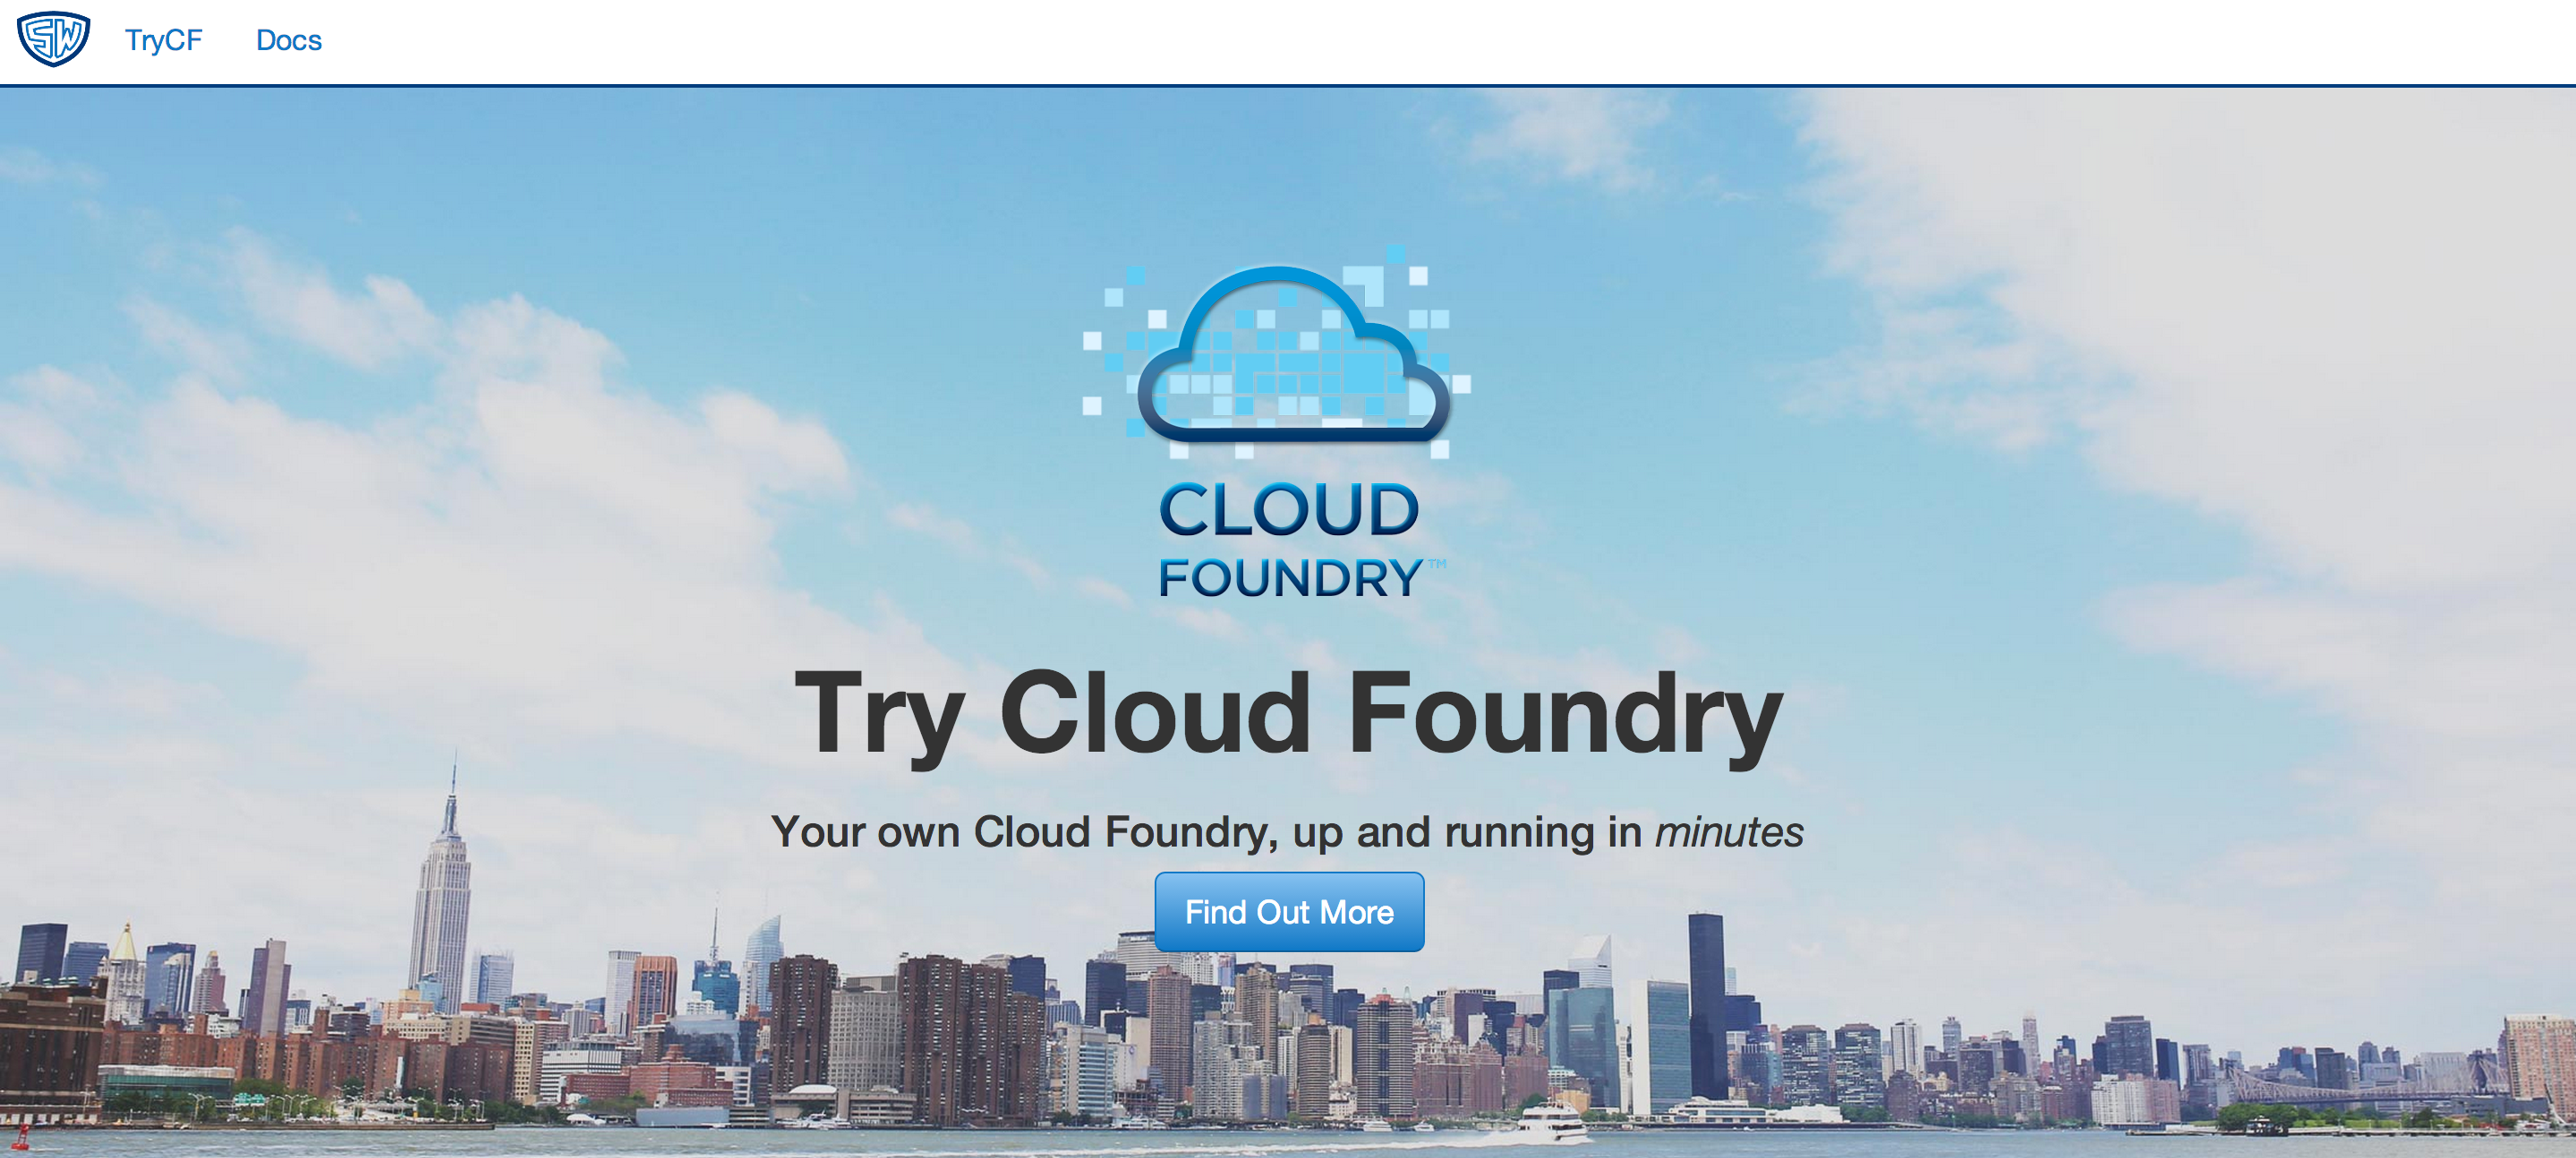 SW
TryCF
Docs
CLOUD
FOUNDRY™
Try Cloud Foundry
Your own Cloud Foundry, up and running in minutes
Find Out More